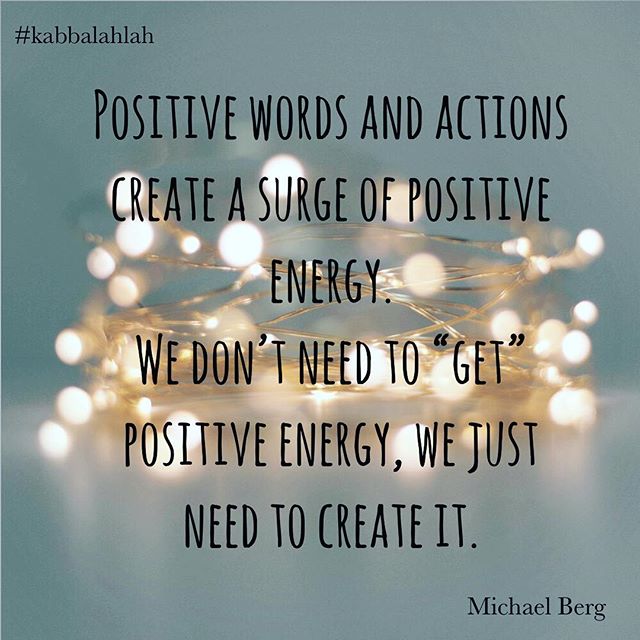 #kabbalahlah
POSITIVE WORDS AND ACTIONS
CREATE A SURGE OF POSITIVE
ENERGY.
WE DON'T NEED TO “GET”
POSITIVE ENERGY, WE JUST
NEED TO CREATE IT.
Michael Berg